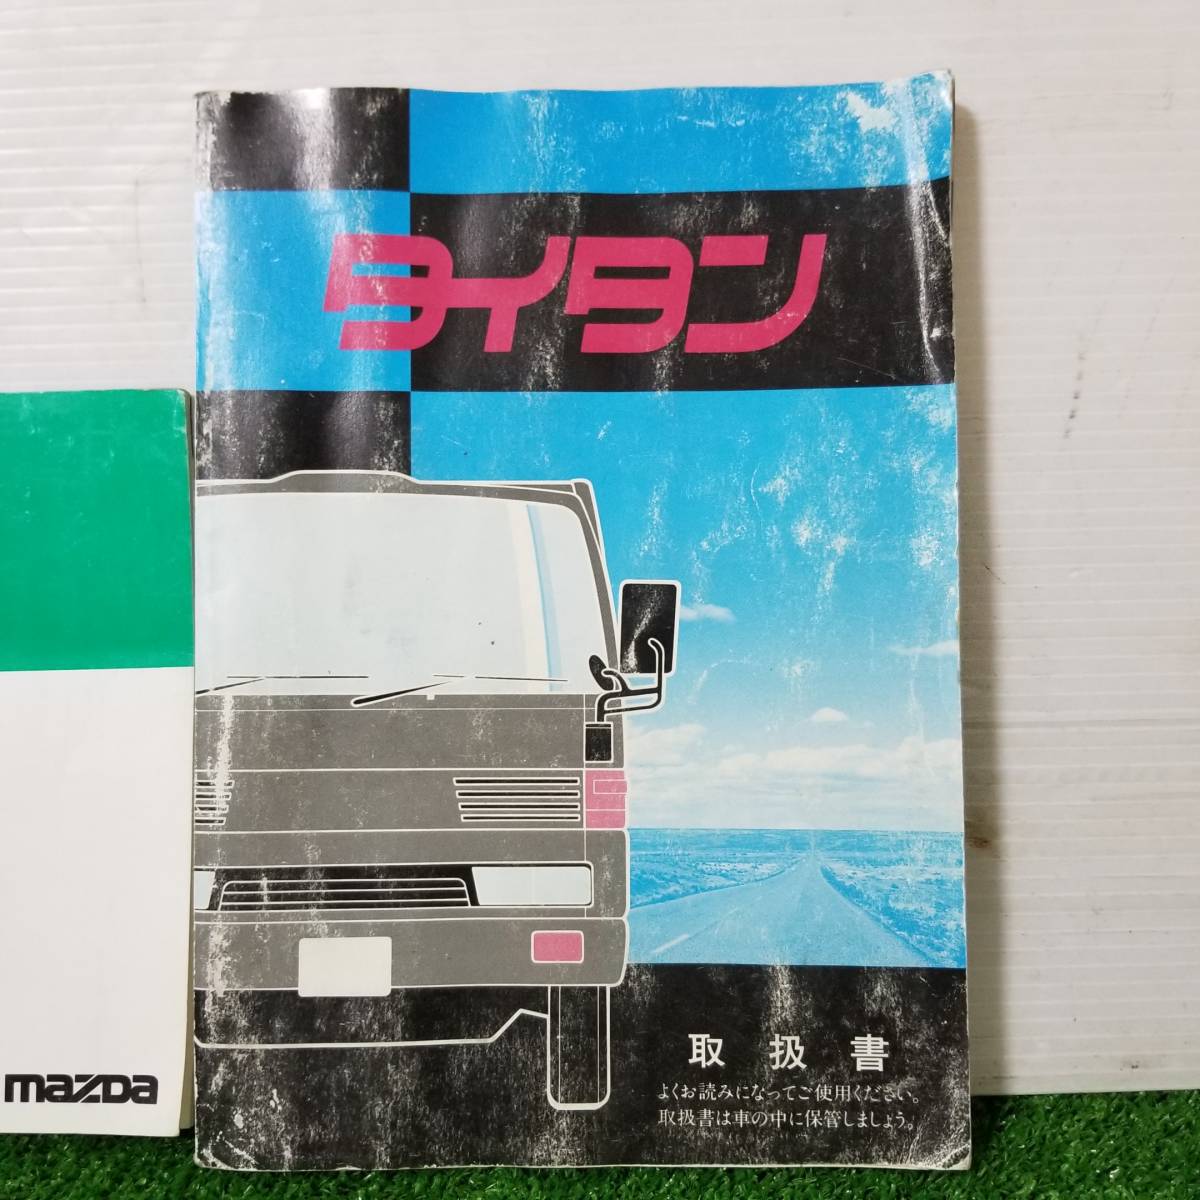 タイタン
取扱書
よくお読みになってご使用ください。
取扱書は車の中に保管しましょう。
mazda